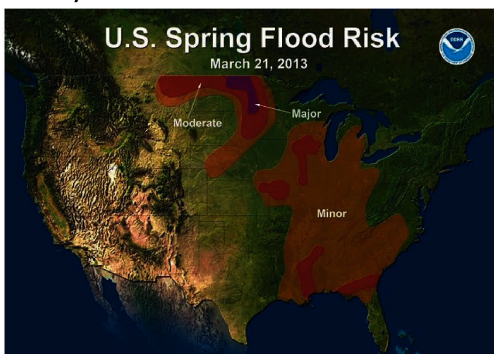 U.S. Spring Flood Risk
March 21, 2013
Moderate
Major
Minor